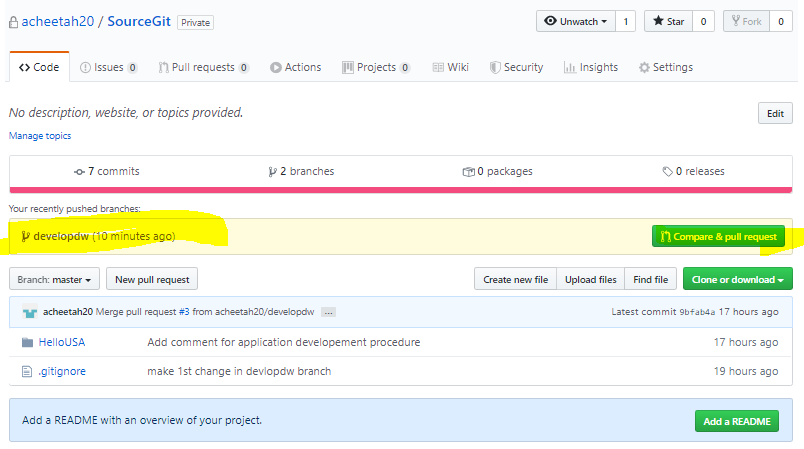 acheetah20 / SourceGit Private Unwatch 1 Star 0 Fork 0
Code Issues 0 Pull requests 0 Actions Projects 0 Wiki Security Insights Settings
No description, website, or topics provided. Edit
Manage topics
7 commits 2 branches 0 packages 0 releases
Your recently pushed branches:
developdw (10 minutes ago) Compare & pull request
Branch: master New pull request Create new file Upload files Find file Clone or download
acheetah20 Merge pull request #3 from acheetah20/developdw ... Latest commit 9bfab4a 17 hours ago
HelloUSA Add comment for application developement procedure 17 hours ago
.gitignore make 1st change in devlopdw branch 19 hours ago
Add a README with an overview of your project. Add a README